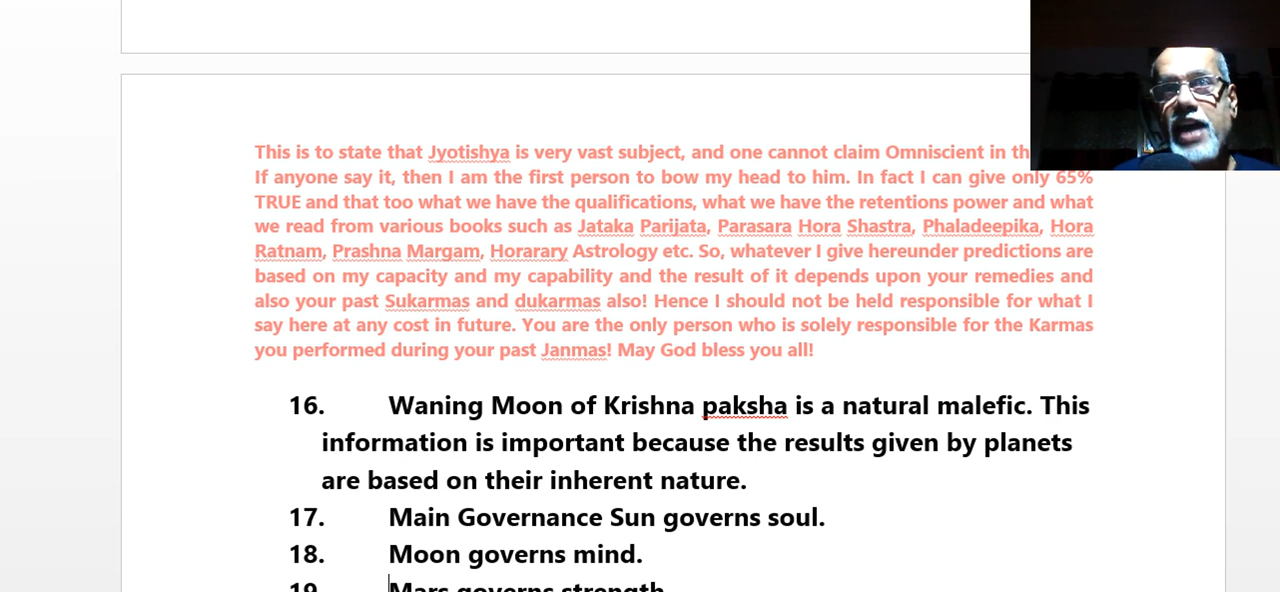 This is to state that Jyotishya is very vast subject, and one cannot claim Omniscient in
If anyone say it, then I am the first person to bow my head to him. In fact I can give only 65%
TRUE and that too what we have the qualifications, what we have the retentions power and what
we read from various books such as Jataka Parijata, Parasara Hora Shastra, Phaladeepika, Hora
Ratnam, Prashna Margam, Horarary Astrology etc. So, whatever I give hereunder predictions are
based on my capacity and my capability and the result of it depends upon your remedies and
also your past Sukarmas and dukarmas also! Hence I should not be held responsible for what I
say here at any cost in future. You are the only person who is solely responsible for the Karmas
you performed during your past Janmas! May God bless you all!
16. Waning Moon of Krishna paksha is a natural malefic. This
information is important because the results given by planets
are based on their inherent nature.
17. Main Governance Sun governs soul.
18. Moon governs mind.
19. Mars governs strength.